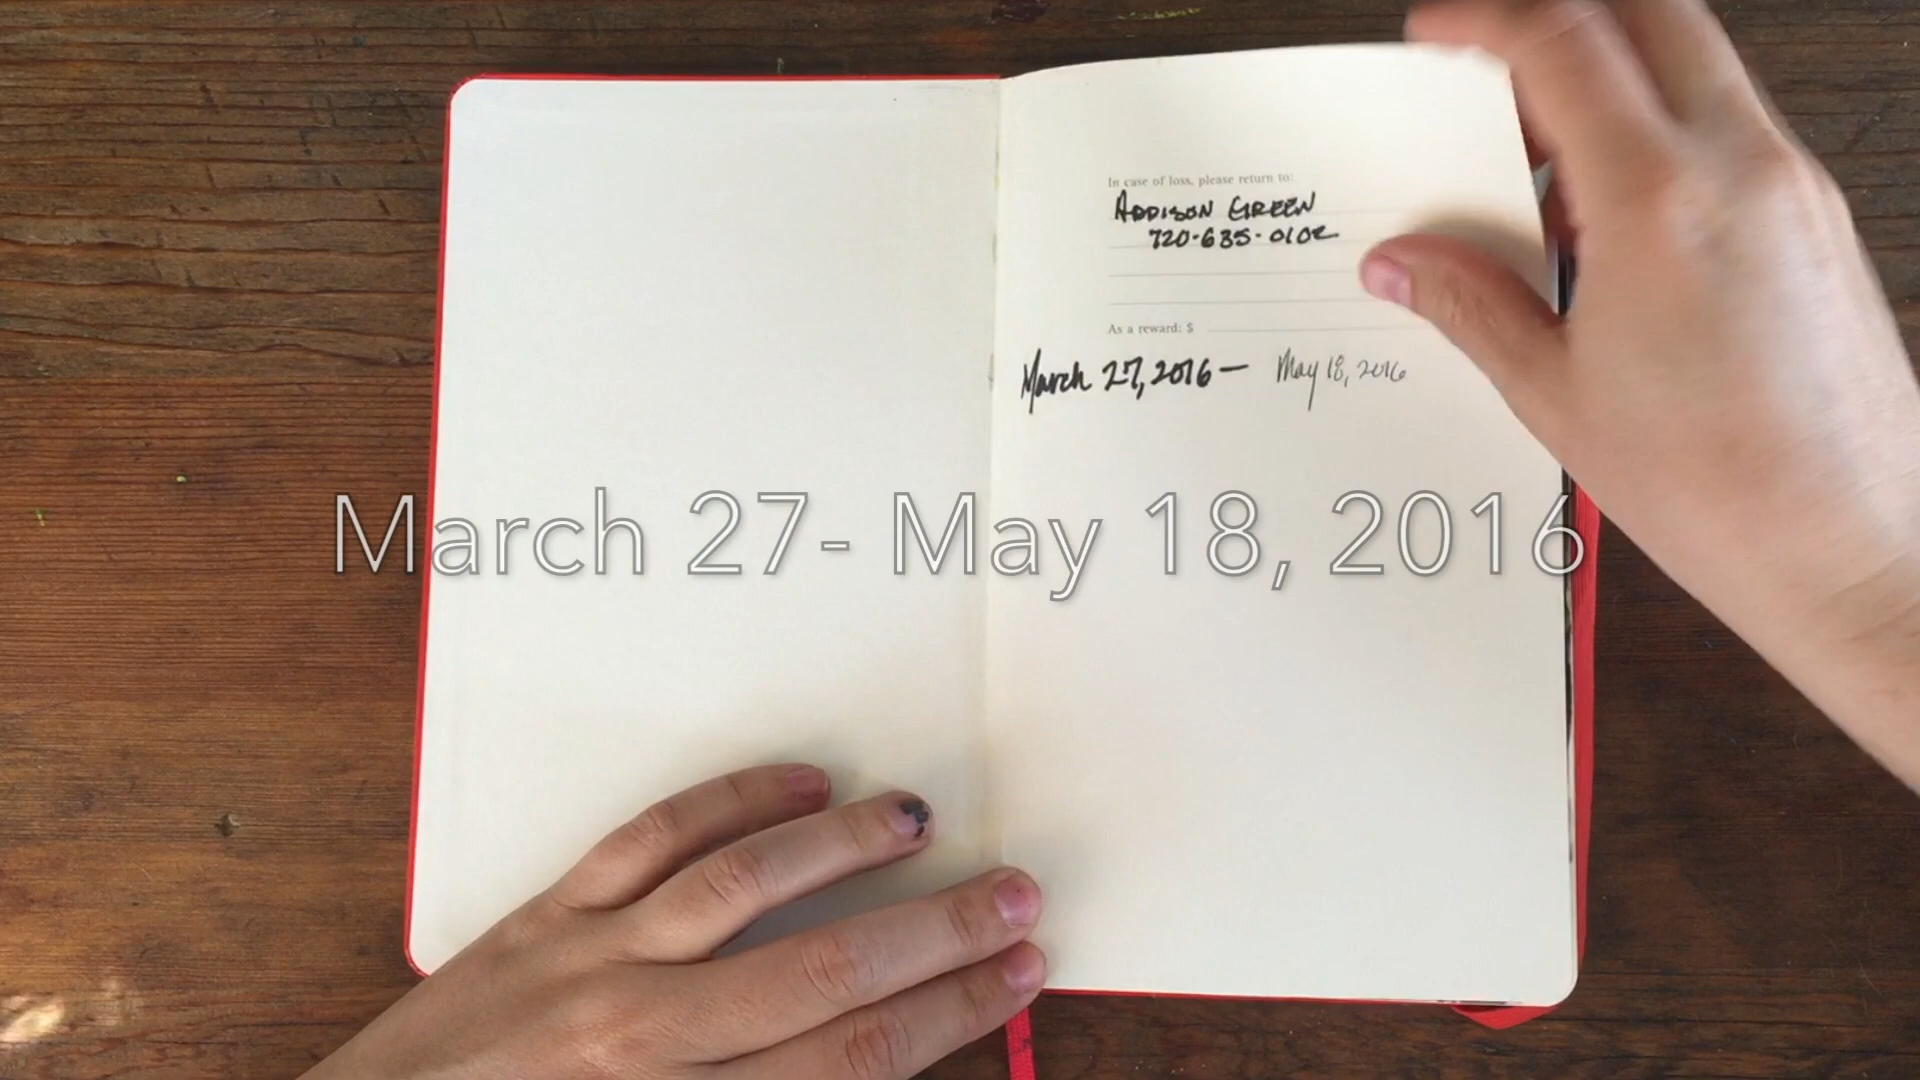 In case of loss, please return to:
ADDISON GREEN
720-635-0102
As a reward: $
March 27, 2016 — May 18, 2016
March 27- May 18, 2016